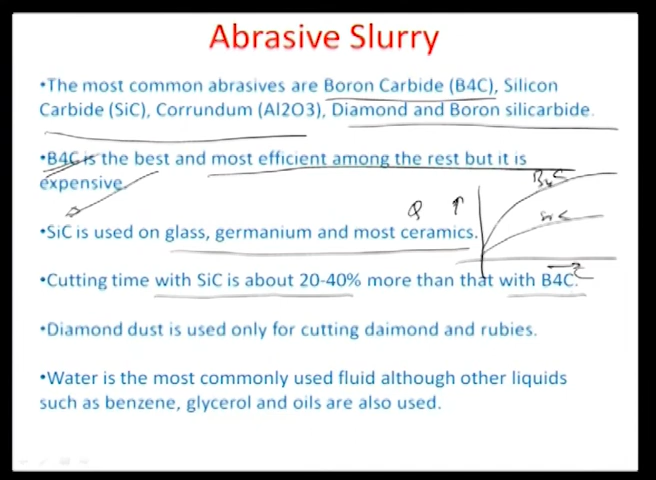 Abrasive Slurry
•The most common abrasives are Boron Carbide (B4C), Silicon
Carbide (SiC), Corrundum (Al2O3), Diamond and Boron silicarbide.
•B4C is the best and most efficient among the rest but it is
expensive.
B4C
Q ↑
SiC
•SiC is used on glass, germanium and most ceramics.
•Cutting time with SiC is about 20-40% more than that with B4C.
•Diamond dust is used only for cutting daimond and rubies.
•Water is the most commonly used fluid although other liquids
such as benzene, glycerol and oils are also used.